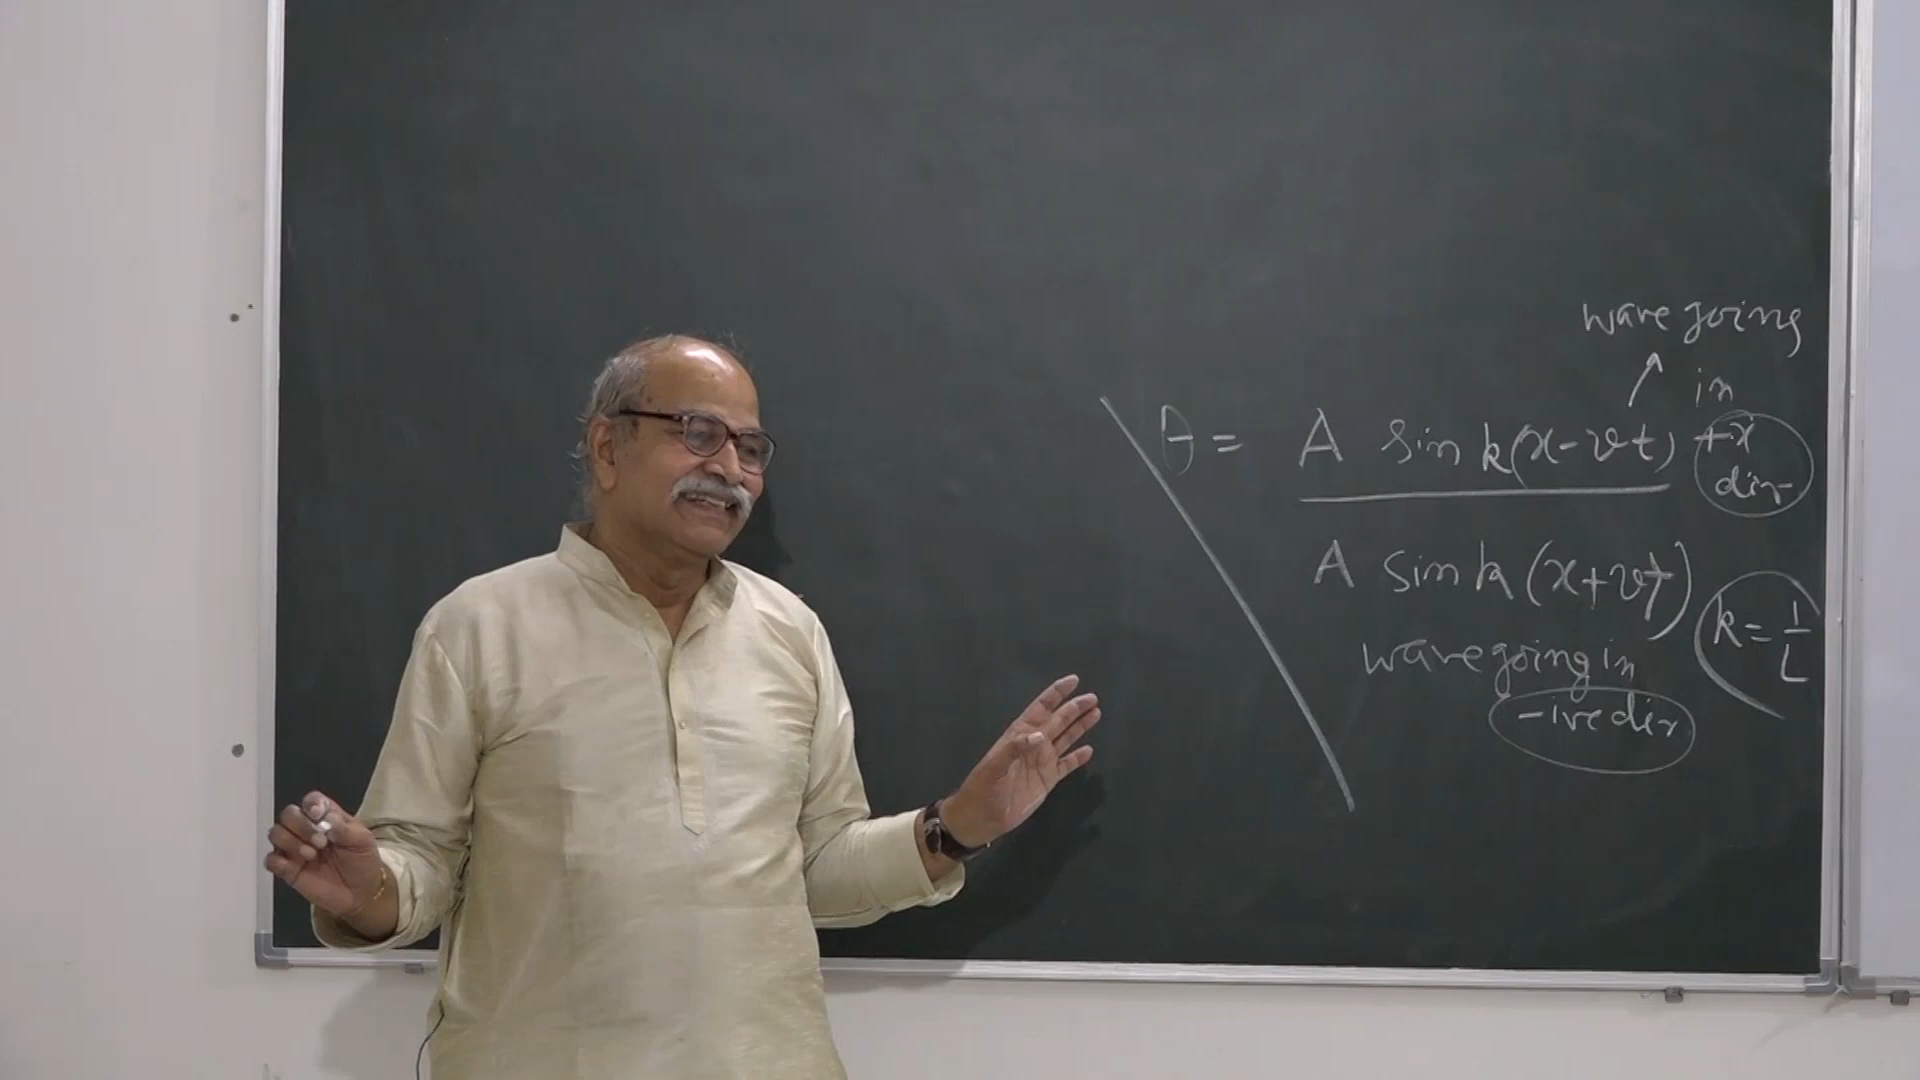 wave going
in
θ = A sin k(x-vt) +x
dir
A sin k (x+vt)
k = 1/L
wave going in
-ive dir